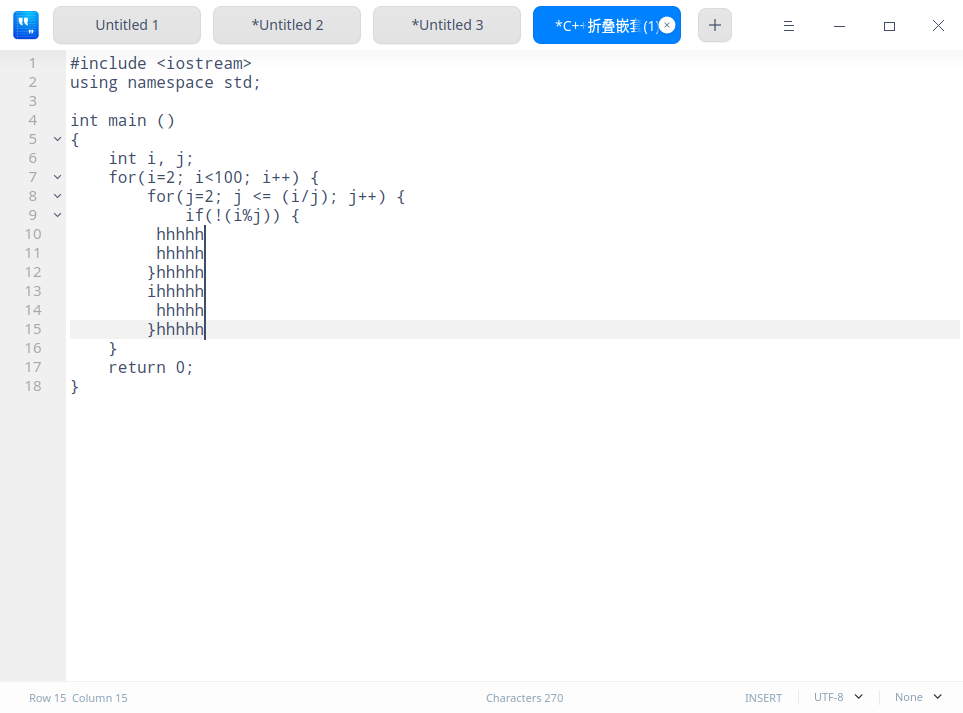 Untitled 1
*Untitled 2
*Untitled 3
*C++ 折叠嵌套(1)
1 #include <iostream>
2 using namespace std;
3
4 int main ()
5 {
6     int i, j;
7     for(i=2; i<100; i++) {
8         for(j=2; j <= (i/j); j++) {
9             if(!(i%j)) {
10          hhhhh
11          hhhhh
12         }hhhhh
13         ihhhhh
14          hhhhh
15         }hhhhh
16     }
17     return 0;
18 }
Row 15 Column 15
Characters 270
INSERT
UTF-8
None